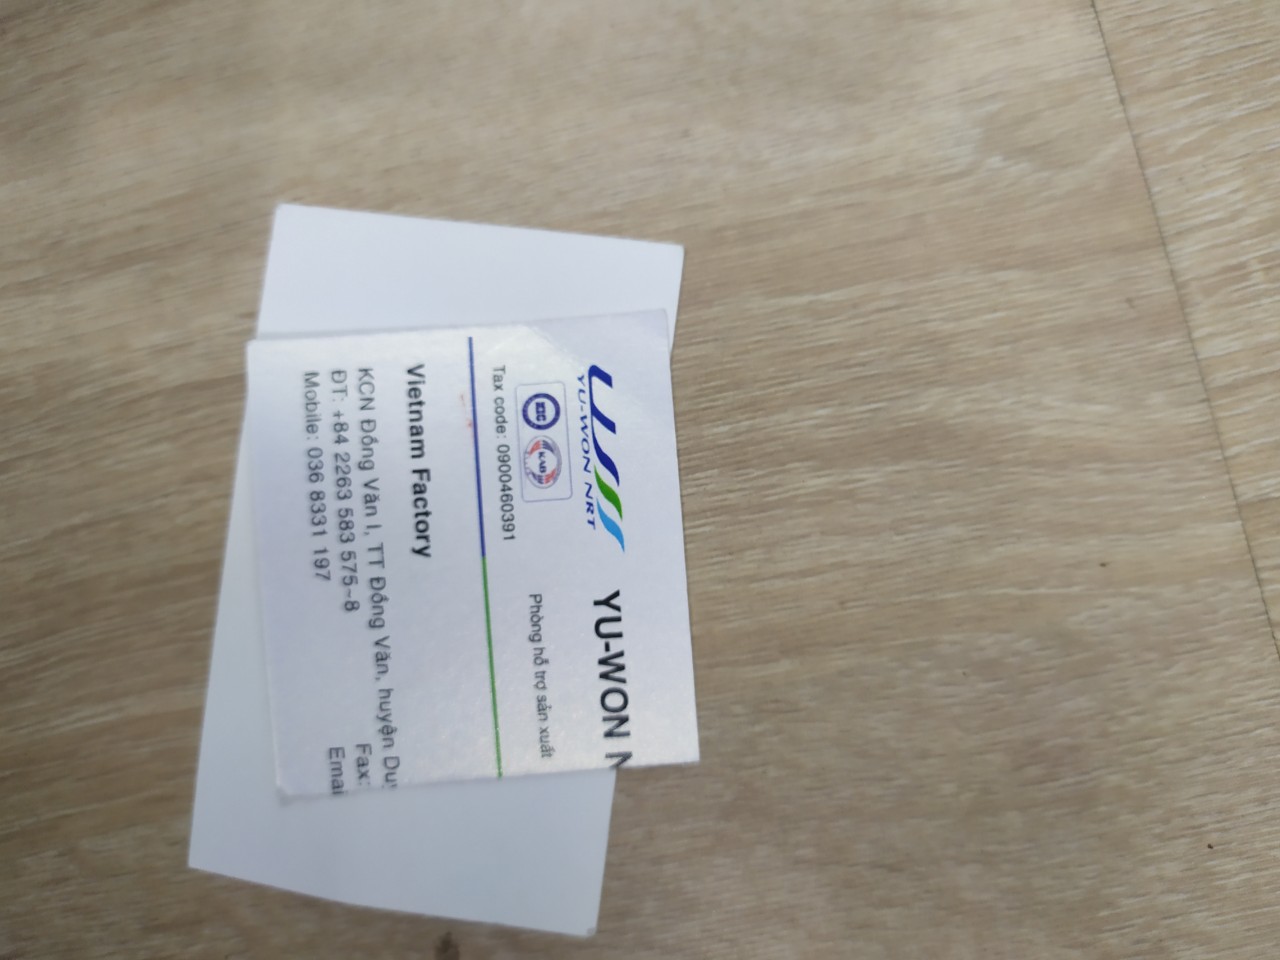 YU-WON NRT
YU-WON
KAB
Phòng hỗ trợ sản xuất
Tax code: 0900460391
Vietnam Factory
KCN Đồng Văn I, TT Đồng Văn, huyện Duy
ĐT: +84 2263 583 575-8 Fax:
Mobile: 036 8331 197 Emai